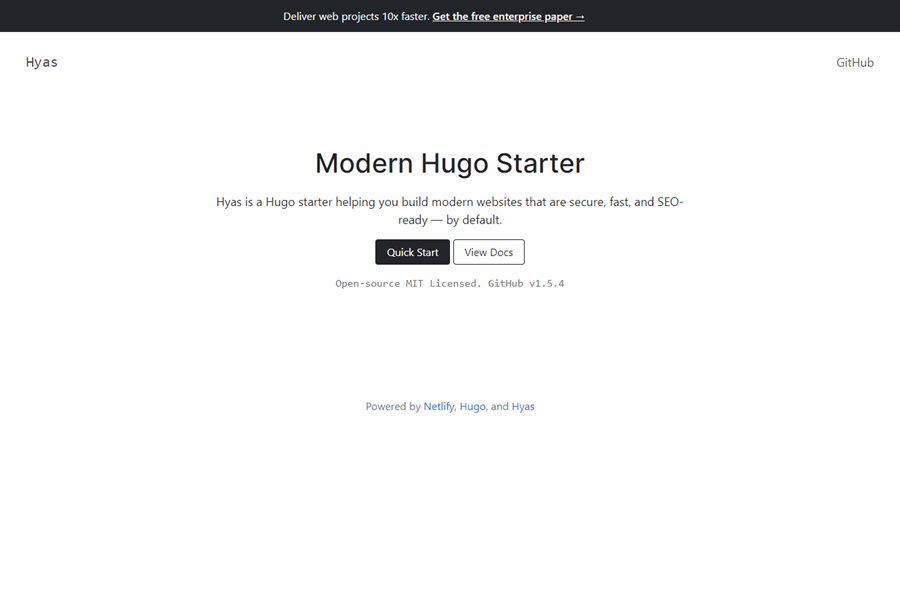 Deliver web projects 10x faster. Get the free enterprise paper →
Hyas
GitHub
Modern Hugo Starter
Hyas is a Hugo starter helping you build modern websites that are secure, fast, and SEO-
ready — by default.
Quick Start
View Docs
Open-source MIT Licensed. GitHub v1.5.4
Powered by Netlify, Hugo, and Hyas